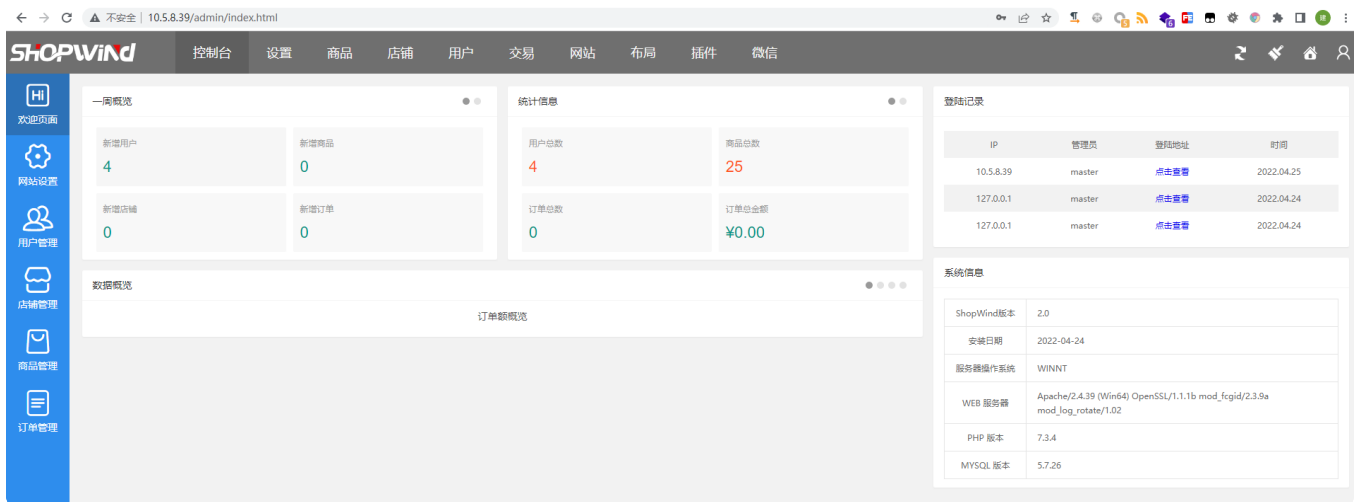 不安全 10.5.8.39/admin/index.html
SHOPWIND 控制台 设置 商品 店铺 用户 交易 网站 布局 插件 微信
Hi
欢迎页面
网站设置
用户管理
店铺管理
商品管理
订单管理
一周概览
新增用户 新增商品
4 0
新增店铺 新增订单
0 0
统计信息
用户总数 商品总数
4 25
订单总数 订单总金额
0 ¥0.00
数据概览
订单额概览
登陆记录
IP 管理员 登陆地址 时间
10.5.8.39 master 点击查看 2022.04.25
127.0.0.1 master 点击查看 2022.04.24
127.0.0.1 master 点击查看 2022.04.24
系统信息
ShopWind版本 2.0
安装日期 2022-04-24
服务器操作系统 WINNT
WEB 服务器 Apache/2.4.39 (Win64) OpenSSL/1.1.1b mod_fcgid/2.3.9a
mod_log_rotate/1.02
PHP 版本 7.3.4
MYSQL 版本 5.7.26